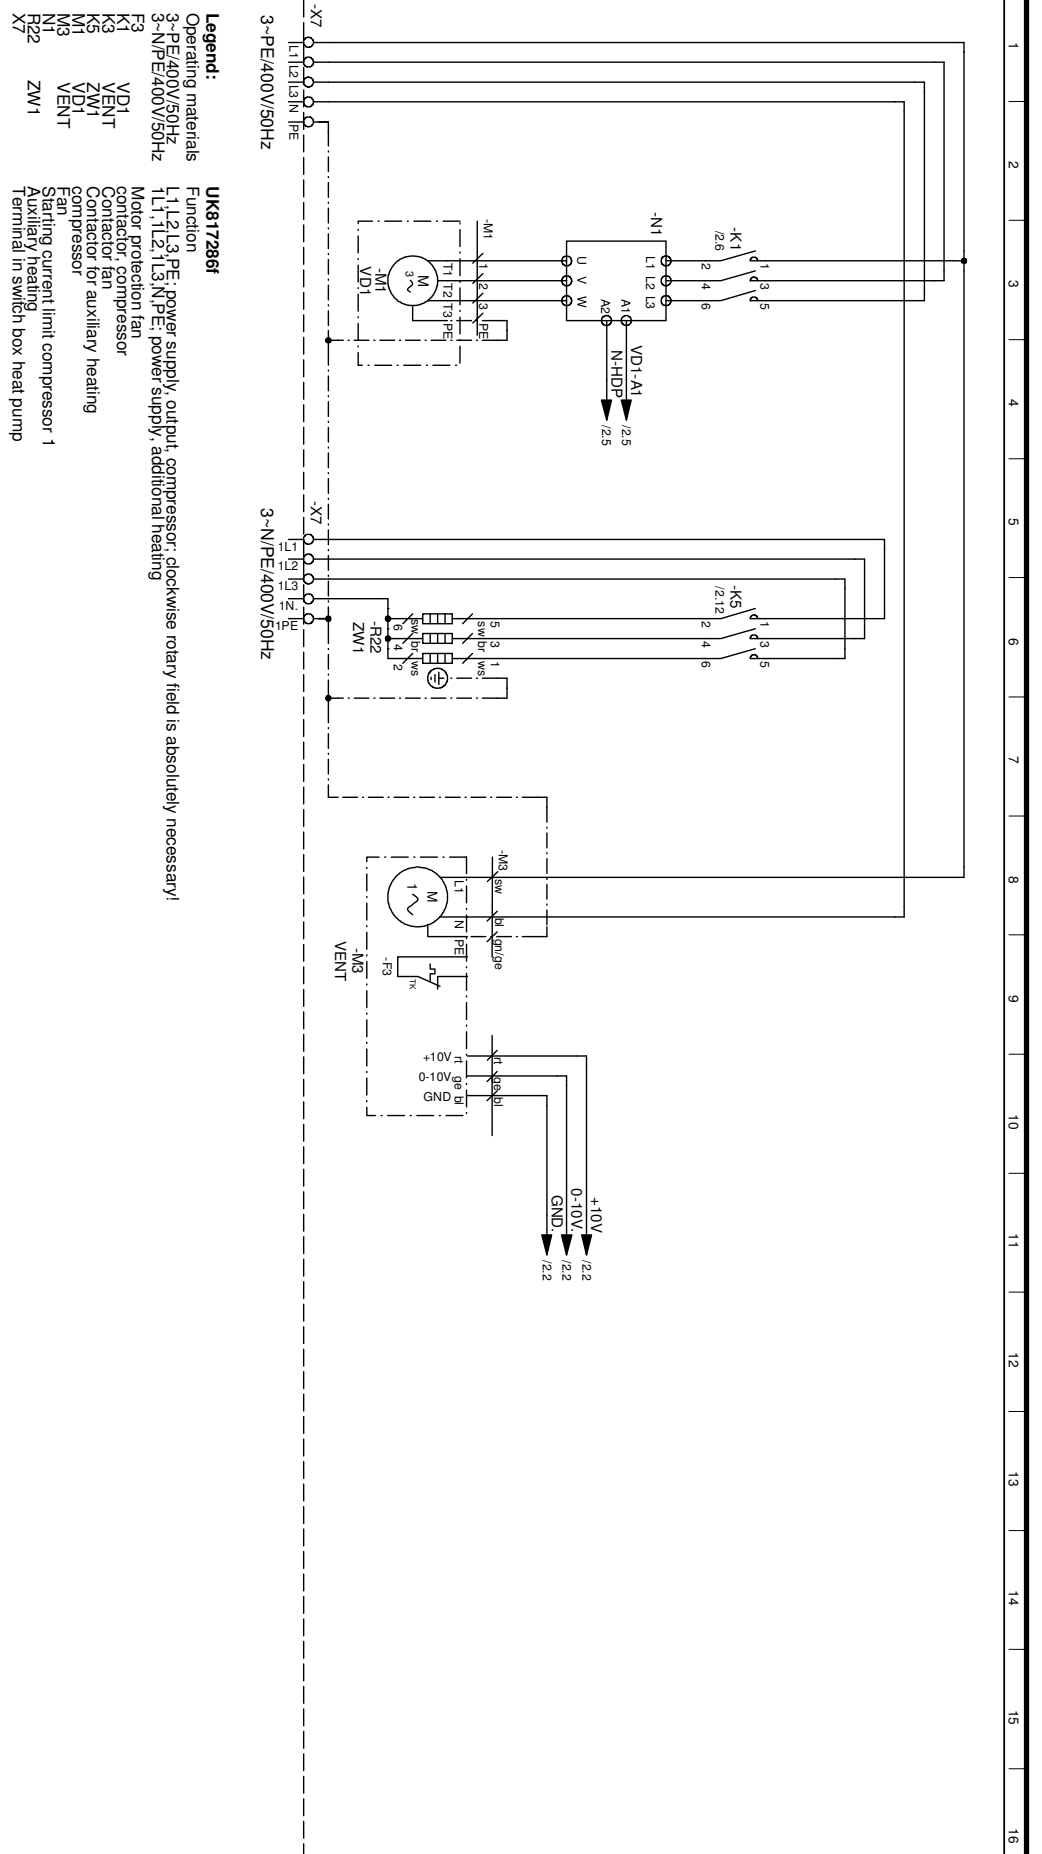 1
2
3
4
5
6
7
8
9
10
11
12
13
14
15
16
-K1
/2.6
1 3 5
2 4 6
-N1
L1 L2 L3
A1
A2
U V W
VD1-A1
/2.5
N-HDP
/2.5
-M1
1 2 3 PE
T1 T2 T3 PE
M
3~
-M1
VD1
-K5
/2.12
1 3 5
2 4 6
5 3 1
sw br ws
sw br ws
6 4 2
-R22
ZW1
-M3
sw bl gn/ge
L1 N PE
M
1~
-F3
TK
-M3
VENT
rt ge bl
rt ge bl
+10V
0-10V
GND
+10V
/2.2
0-10V.
/2.2
GND.
/2.2
-X7
L1 L2 L3 N PE
3~PE/400V/50Hz
-X7
1L1 1L2 1L3 1N. 1PE
3~N/PE/400V/50Hz
Legend: UK817286f
Operating materials Function
3~PE/400V/50Hz L1,L2,L3,PE; power supply, output, compressor; clockwise rotary field is absolutely necessary!
3~N/PE/400V/50Hz 1L1,1L2,1L3,N,PE; power supply, additional heating
F3 Motor protection fan
K1 VD1 contactor, compressor
K3 VENT Contactor fan
K5 ZW1 Contactor for auxiliary heating
M1 VD1 compressor
M3 VENT Fan
N1 Starting current limit compressor 1
R22 ZW1 Auxiliary heating
X7 Terminal in switch box heat pump